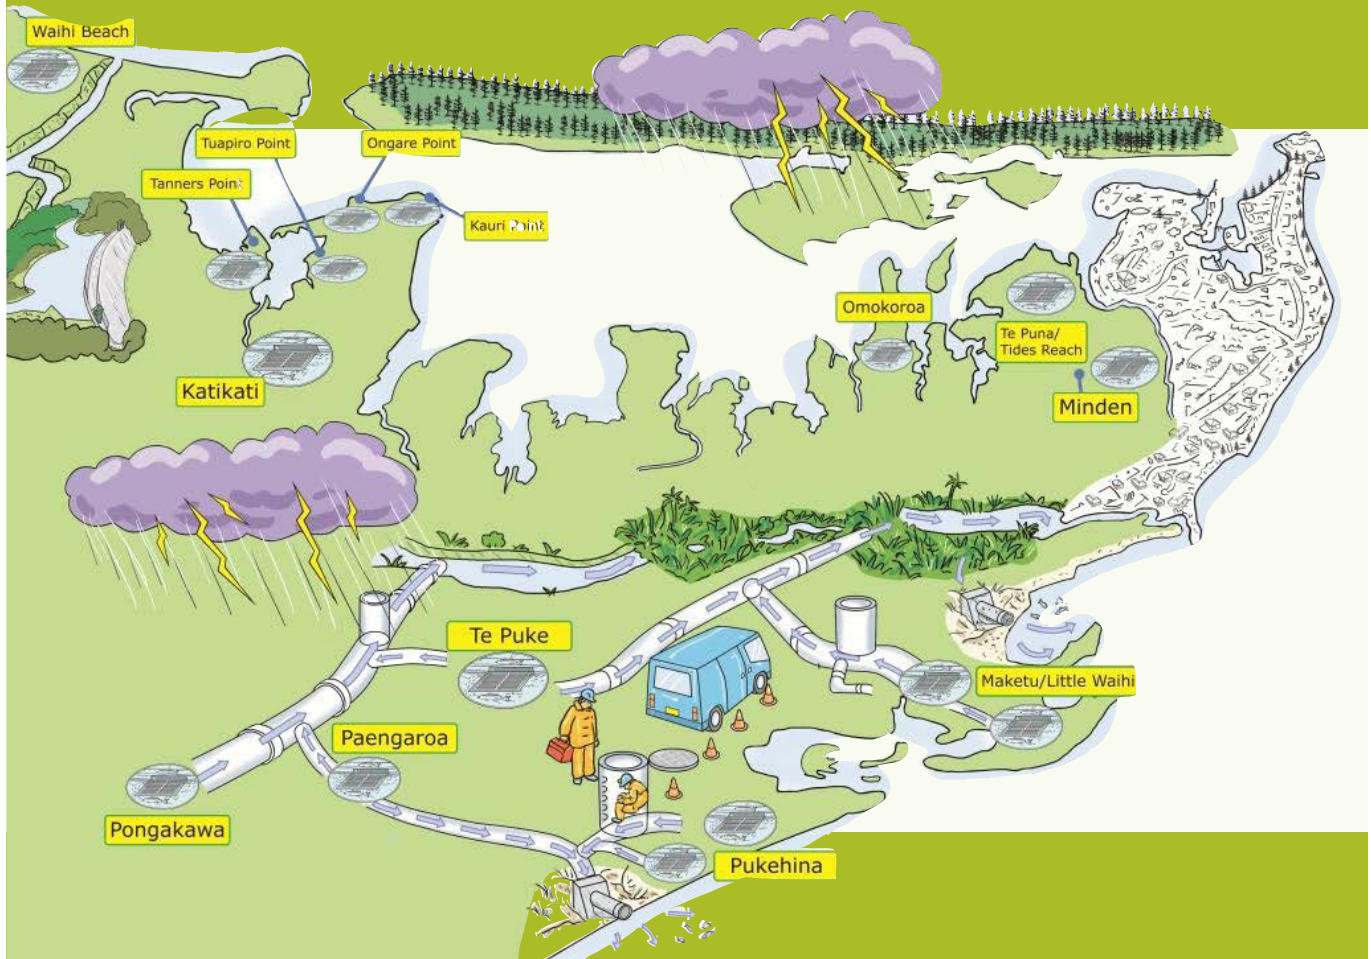 Waihi Beach
Tuapiro Point
Ongare Point
Tanners Point
Kauri Point
Omokoroa
Te Puna/
Tides Reach
Katikati
Minden
Te Puke
Maketu/Little Waihi
Paengaroa
Pongakawa
Pukehina